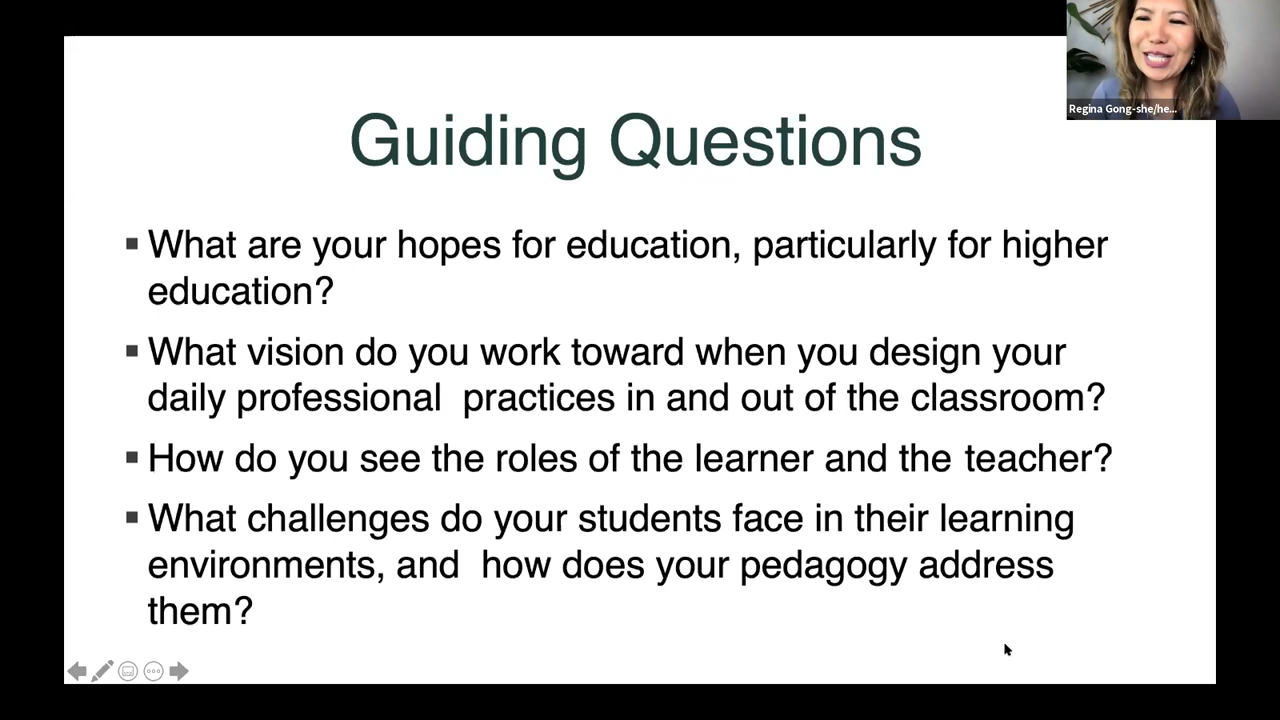 Regina Gong-she/he...
Guiding Questions
▪ What are your hopes for education, particularly for higher
education?
▪ What vision do you work toward when you design your
daily professional  practices in and out of the classroom?
▪ How do you see the roles of the learner and the teacher?
▪ What challenges do your students face in their learning
environments, and  how does your pedagogy address
them?